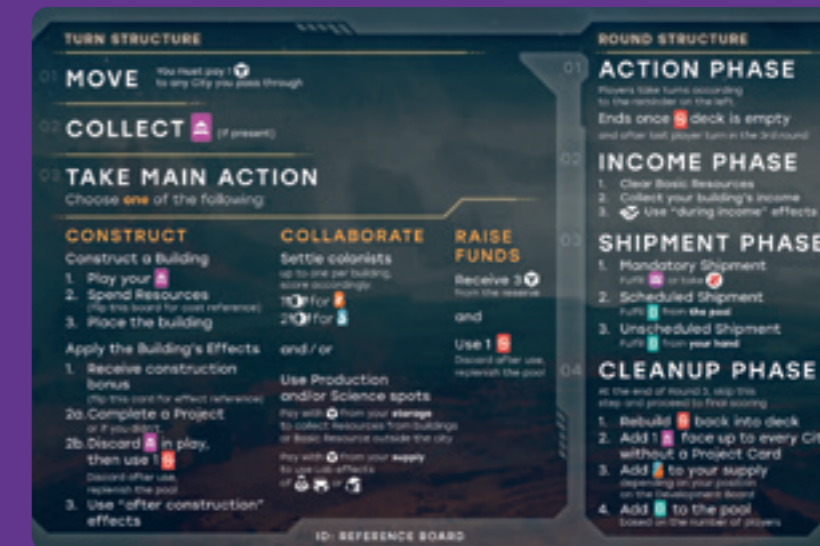 TURN STRUCTURE
01 MOVE
You must pay 1
to any City you pass through
02 COLLECT (if present)
03 TAKE MAIN ACTION
Choose one of the following:
CONSTRUCT
Construct a Building
1. Play your
2. Spend Resources
(flip this board for cost reference)
3. Place the building
Apply the Building's Effects
1. Receive construction
bonus
(flip this card for effect reference)
2a. Complete a Project
or if you didn't,
2b. Discard in play,
then use 1
Discard after use,
replenish the pool
3. Use "after construction"
effects
COLLABORATE
Settle colonists
up to one per building,
score accordingly:
for
for
and/or
Use Production
and/or Science spots
Pay with from your storage
to collect Resources from buildings
or Basic Resource outside the city
Pay with from your supply
to use Lab effects
of or
RAISE
FUNDS
Receive 3
from the reserve
and
Use 1
Discard after use,
replenish the pool
ROUND STRUCTURE
01 ACTION PHASE
Players take turns according
to the reminder on the left.
Ends once deck is empty
and after last player turn in the 3rd round
02 INCOME PHASE
1. Clear Basic Resources
2. Collect your building's income
3. Use "during income" effects
03 SHIPMENT PHASE
1. Mandatory Shipment
Fulfill or take
2. Scheduled Shipment
Fulfill from the pool
3. Unscheduled Shipment
Fulfill from your hand
04 CLEANUP PHASE
At the end of Round 3, skip this
step and proceed to final scoring
1. Rebuild back into deck
2. Add 1 face up to every Cit
without a Project Card
3. Add to your supply
depending on your position
on the Development Board
4. Add to the pool
based on the number of players
ID: REFERENCE BOARD